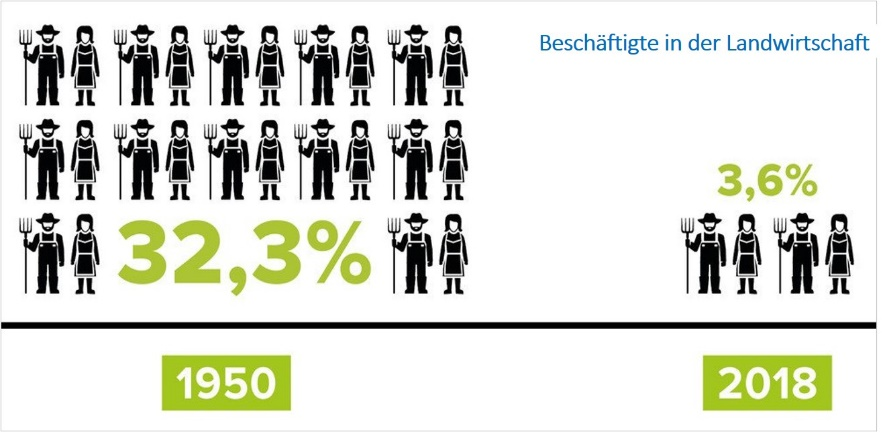 Beschäftigte in der Landwirtschaft
32,3%
3,6%
1950
2018